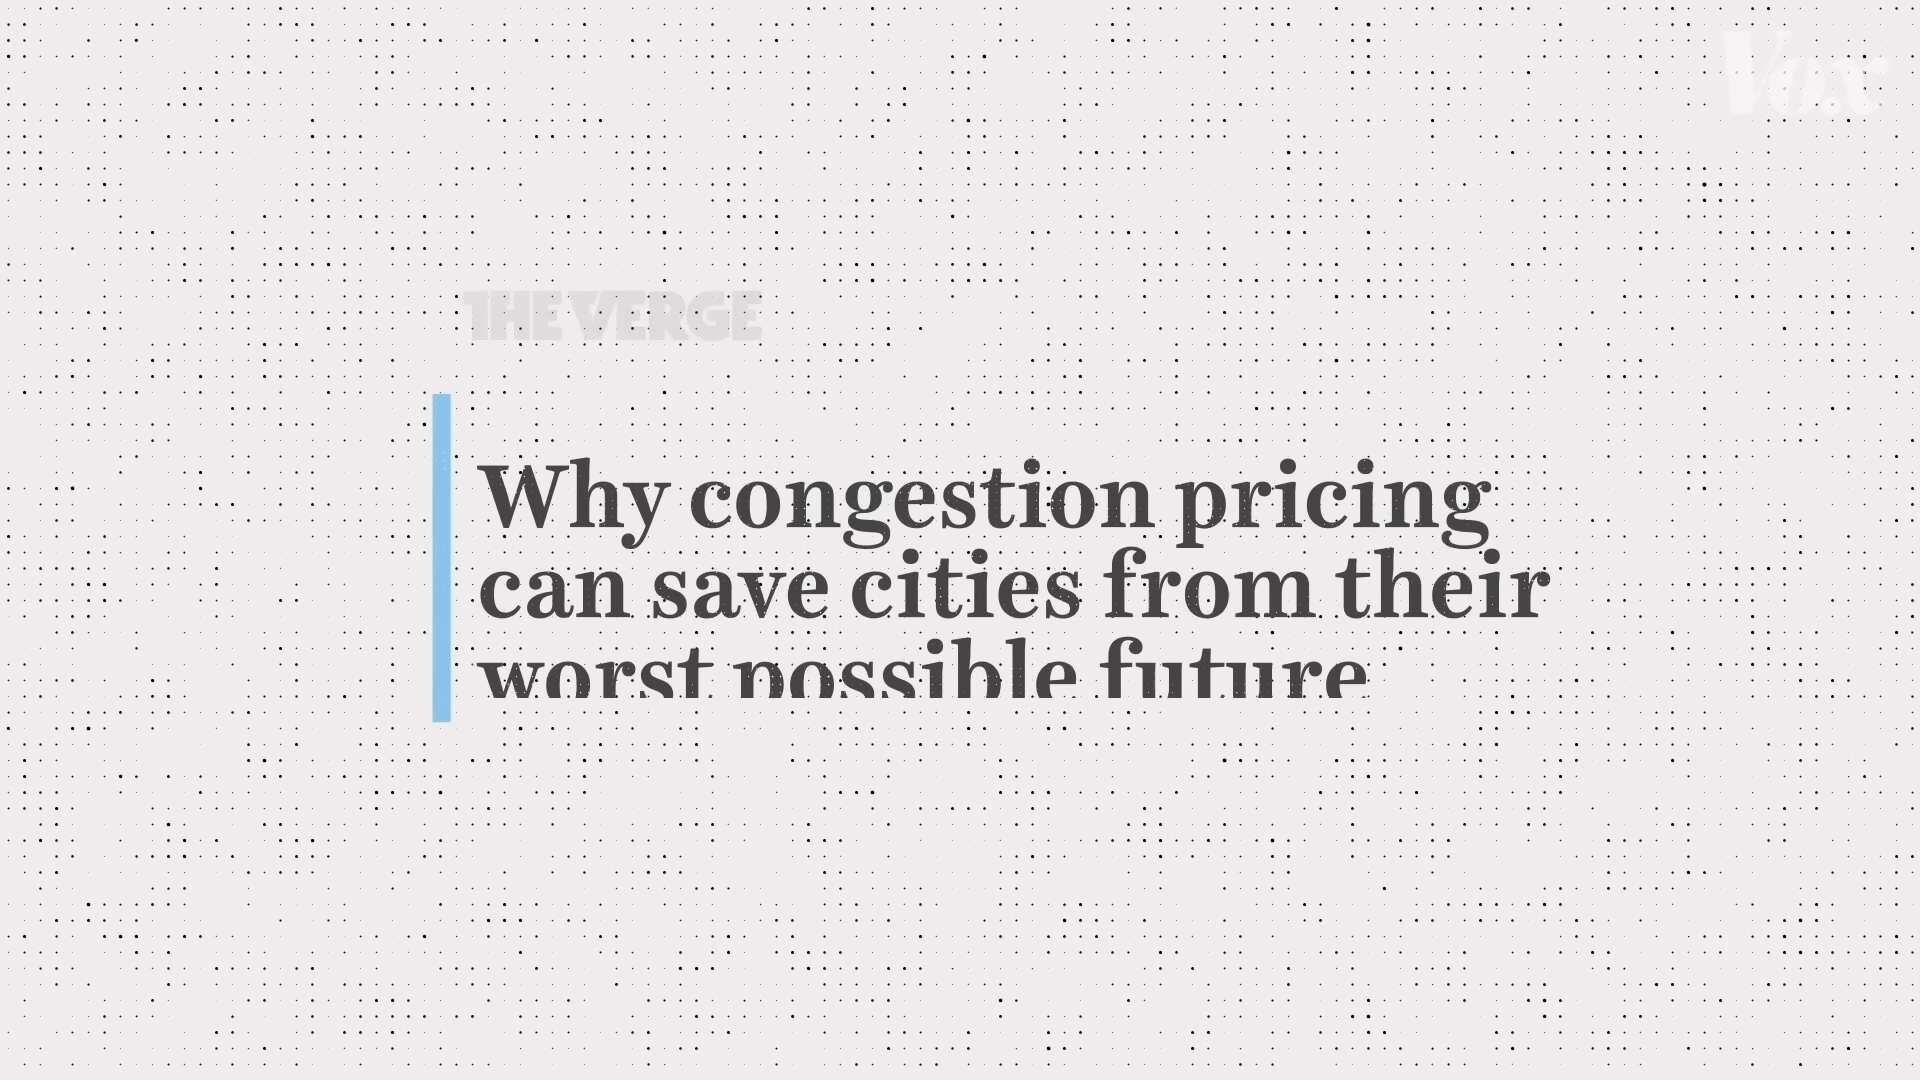 Vox
THE VERGE
Why congestion pricing
can save cities from their
worst possible future